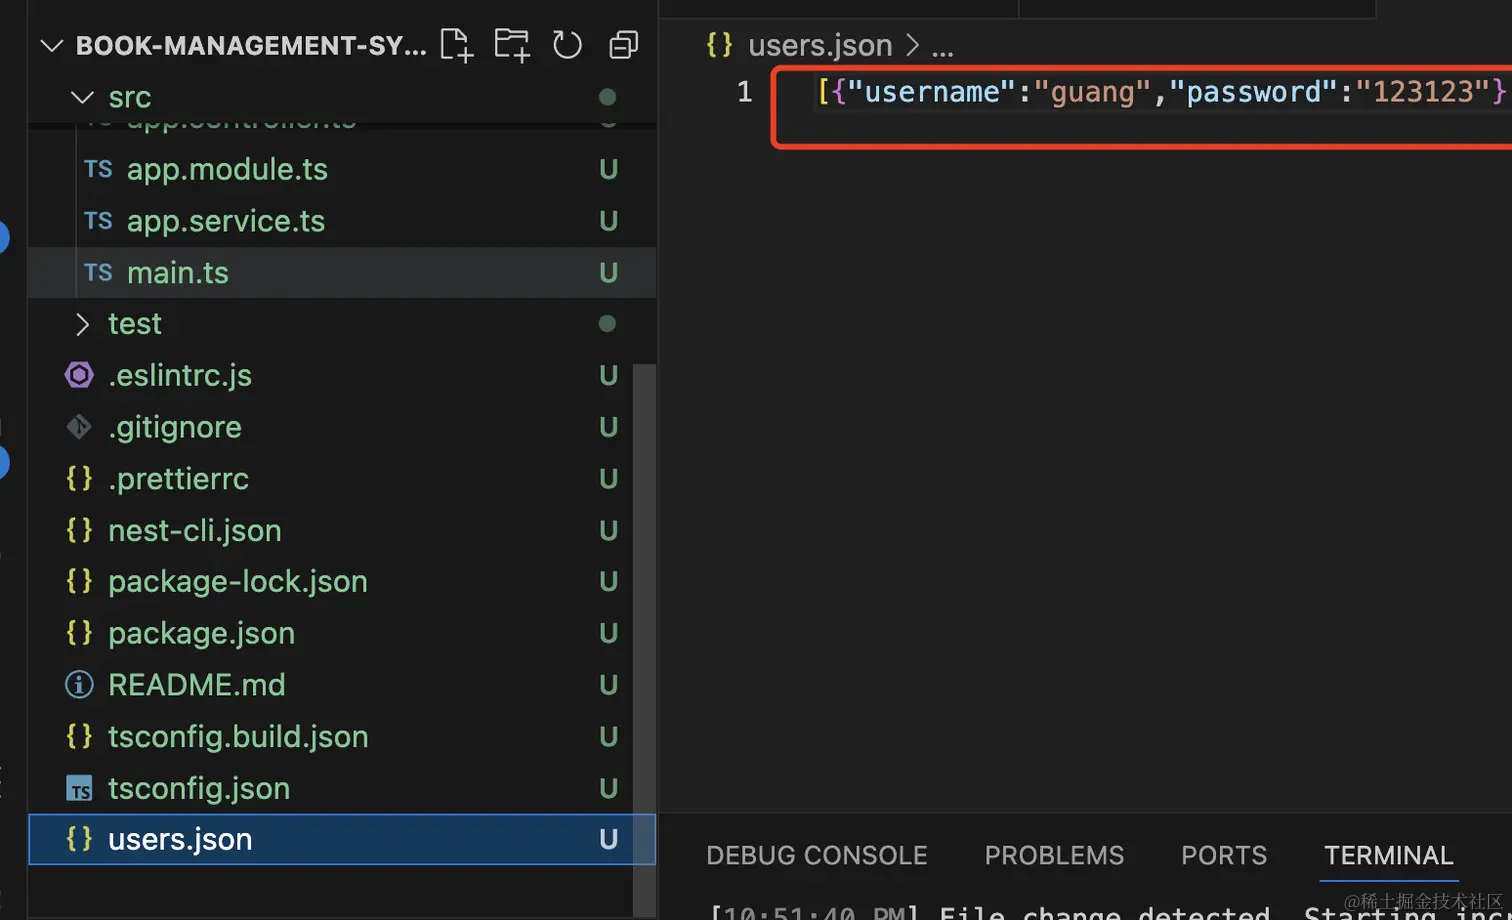 BOOK-MANAGEMENT-SY...
src
app.controller.ts
TS app.module.ts U
TS app.service.ts U
TS main.ts U
test
.eslintrc.js U
.gitignore U
{} .prettierrc U
{} nest-cli.json U
{} package-lock.json U
{} package.json U
README.md U
{} tsconfig.build.json U
TS tsconfig.json U
{} users.json U
{} users.json > ...
1 [{"username":"guang","password":"123123"}
DEBUG CONSOLE PROBLEMS PORTS TERMINAL
[10:51:40 PM] File change detected. Starting inc
@稀土掘金技术社区